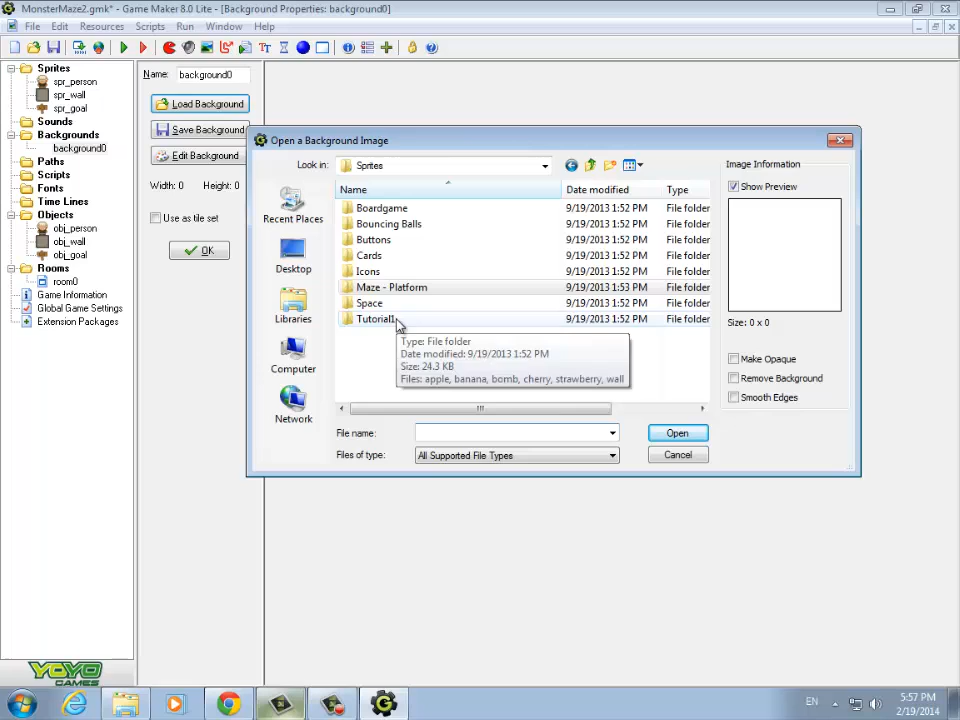 MonsterMaze2.gmk* - Game Maker 8.0 Lite - [Background Properties: background0]
File Edit Resources Scripts Run Window Help
Sprites
spr_person
spr_wall
spr_goal
Sounds
Backgrounds
background0
Paths
Scripts
Fonts
Time Lines
Objects
obj_person
obj_wall
obj_goal
Rooms
room0
Game Information
Global Game Settings
Extension Packages
YOYO GAMES
Name: background0
Load Background
Save Background
Edit Background
Width: 0 Height: 0
Use as tile set
OK
Open a Background Image
Look in: Sprites
Recent Places
Desktop
Libraries
Computer
Network
Name Date modified Type
Boardgame 9/19/2013 1:52 PM File folder
Bouncing Balls 9/19/2013 1:52 PM File folder
Buttons 9/19/2013 1:52 PM File folder
Cards 9/19/2013 1:52 PM File folder
Icons 9/19/2013 1:52 PM File folder
Maze - Platform 9/19/2013 1:53 PM File folder
Space 9/19/2013 1:52 PM File folder
Tutorial1 9/19/2013 1:52 PM File folder
Type: File folder
Date modified: 9/19/2013 1:52 PM
Size: 24.3 KB
Files: apple, banana, bomb, cherry, strawberry, wall
File name: Open
Files of type: All Supported File Types Cancel
Image Information
Show Preview
Size: 0 x 0
Make Opaque
Remove Background
Smooth Edges
EN
5:57 PM
2/19/2014